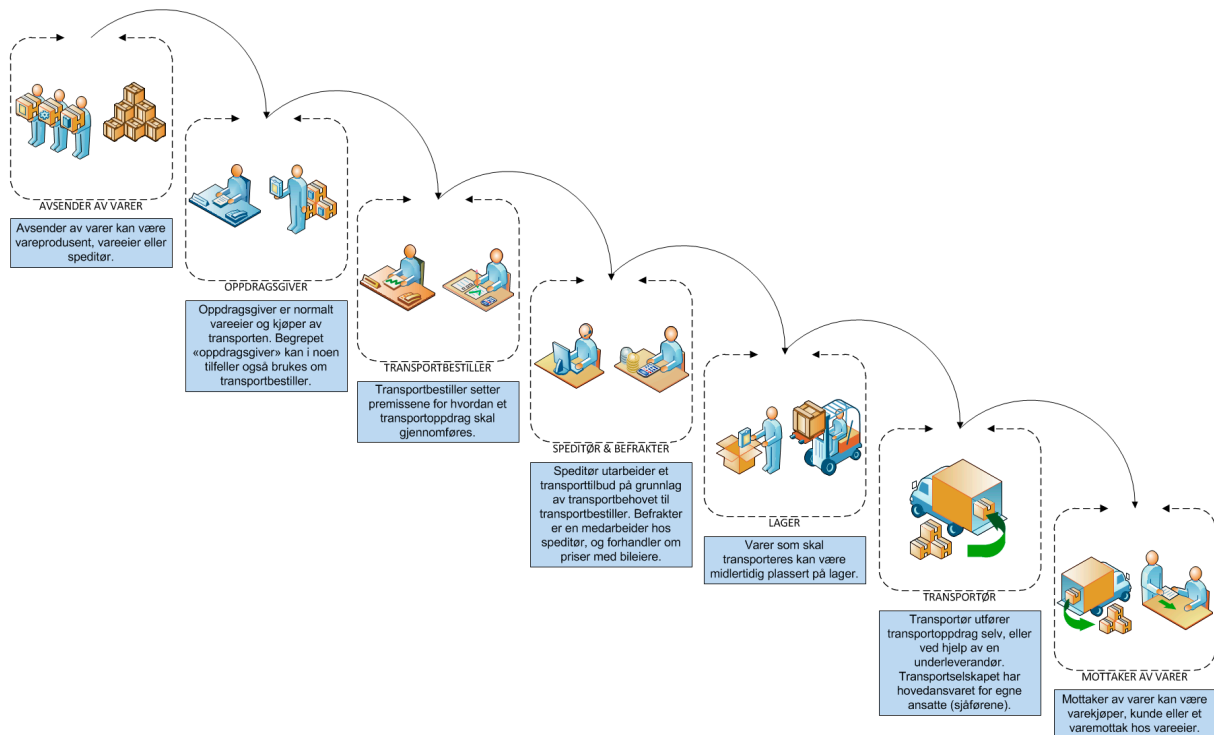 AVSENDER AV VARER
Avsender av varer kan være
vareprodusent, vareeier eller
speditør.
OPPDRAGSGIVER
Oppdragsgiver er normalt
vareeier og kjøper av
transporten. Begrepet
«oppdragsgiver» kan i noen
tilfeller også brukes om
transportbestiller.
TRANSPORTBESTILLER
Transportbestiller setter
premissene for hvordan et
transportoppdrag skal
gjennomføres.
SPEDITØR & BEFRAKTER
Speditør utarbeider et
transporttilbud på grunnlag
av transportbehovet til
transportbestiller. Befrakter
er en medarbeider hos
speditør, og forhandler om
priser med bileiere.
LAGER
Varer som skal
transporteres kan være
midlertidig plassert på lager.
TRANSPORTØR
Transportør utfører
transportoppdrag selv, eller
ved hjelp av en
underleverandør.
Transportselskapet har
hovedansvaret for egne
ansatte (sjåførene).
MOTTAKER AV VARER
Mottaker av varer kan være
varekjøper, kunde eller et
varemottak hos vareeier.